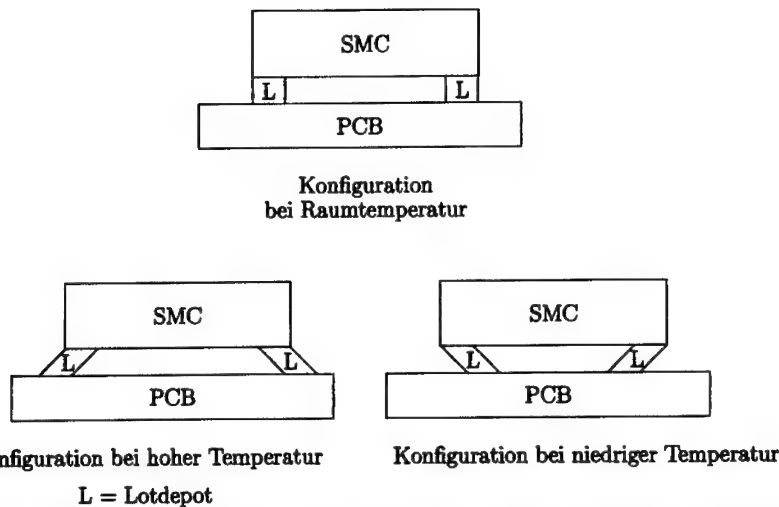 SMC
L L
PCB
Konfiguration
bei Raumtemperatur
SMC
L L
PCB
SMC
L L
PCB
nfiguration bei hoher Temperatur
Konfiguration bei niedriger Temperatur
L = Lotdepot